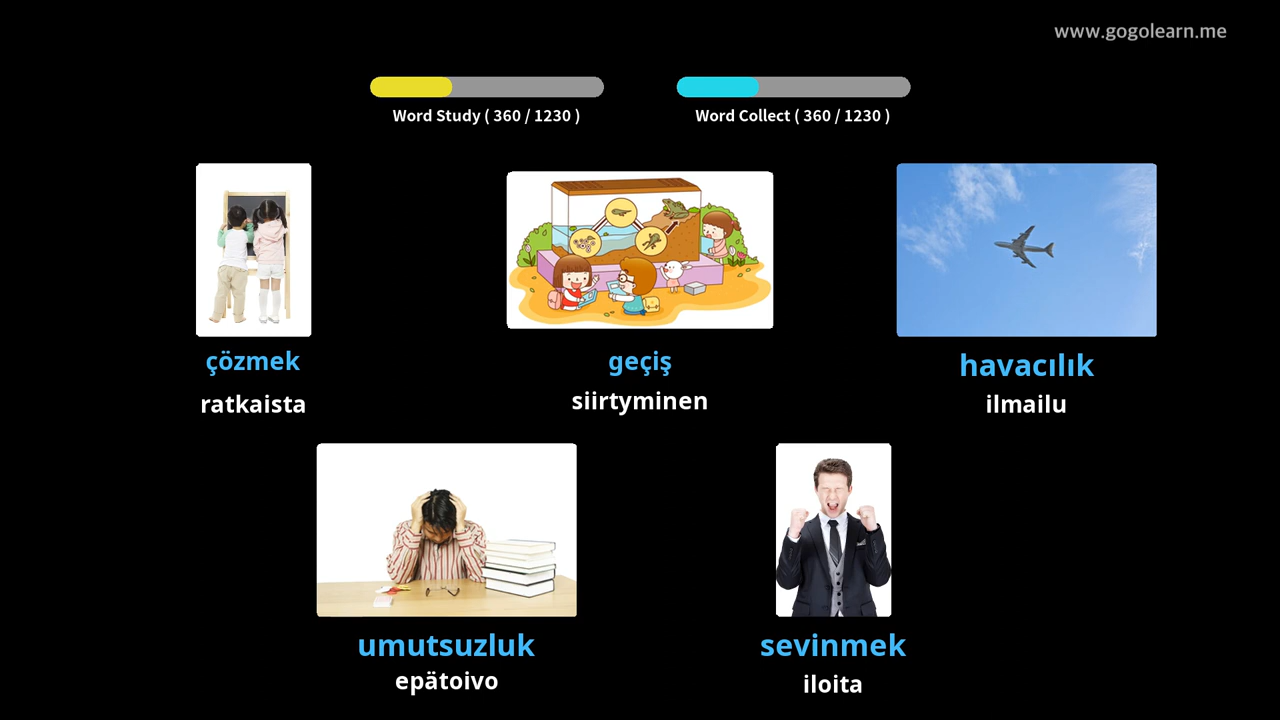 www.gogolearn.me
Word Study ( 360 / 1230 )
Word Collect ( 360 / 1230 )
çözmek
ratkaista
geçiş
siirtyminen
havacılık
ilmailu
umutsuzluk
epätoivo
sevinmek
iloita